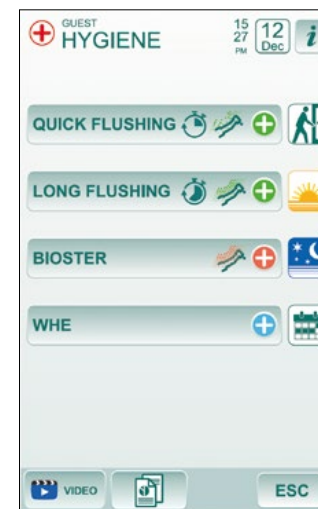 GUEST
HYGIENE
15
27
PM
12
Dec
i
QUICK FLUSHING
LONG FLUSHING
BIOSTER
WHE
VIDEO
ESC